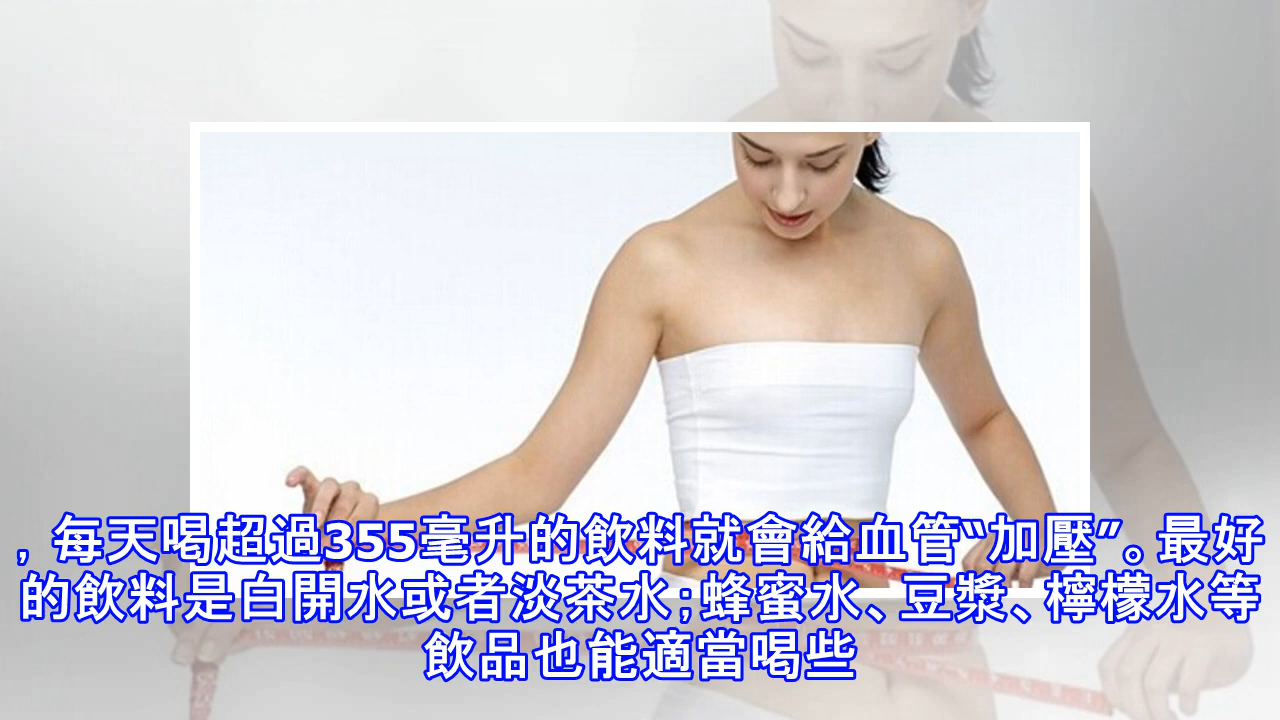 ，每天喝超過355毫升的飲料就會給血管“加壓”。最好
的飲料是白開水或者淡茶水；蜂蜜水、豆漿、檸檬水等
飲品也能適當喝些